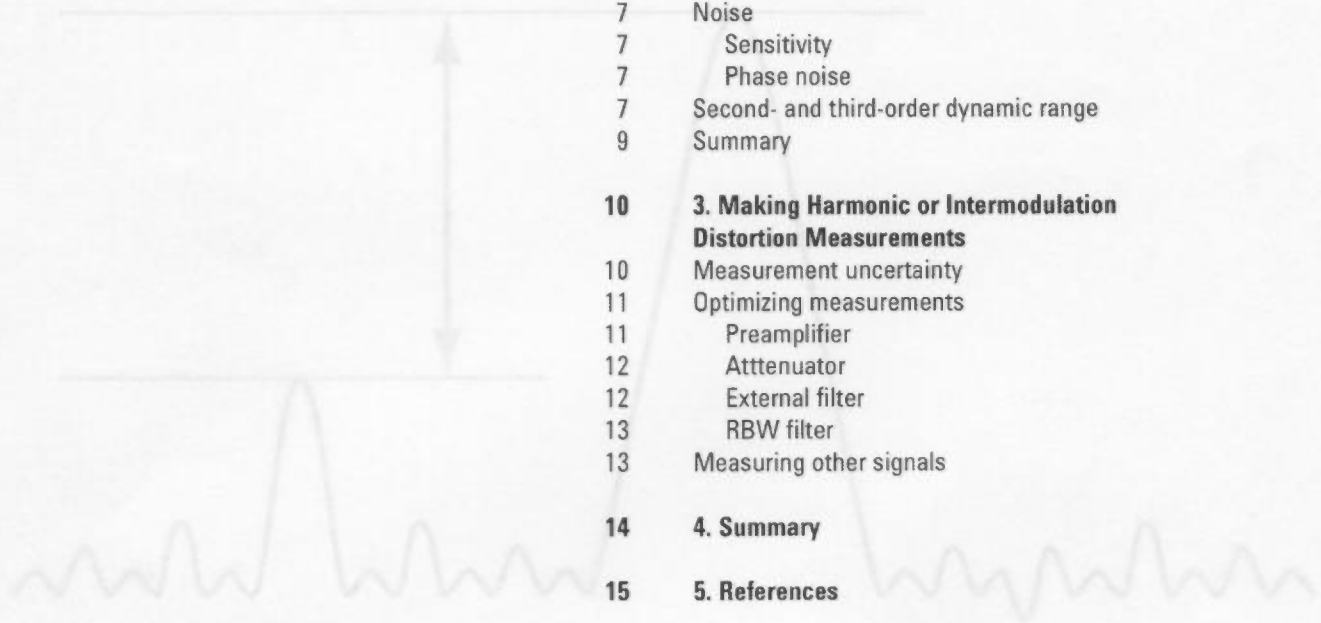 7 Noise
7 Sensitivity
7 Phase noise
7 Second- and third-order dynamic range
9 Summary
10 3. Making Harmonic or Intermodulation
Distortion Measurements
10 Measurement uncertainty
11 Optimizing measurements
11 Preamplifier
12 Atttenuator
12 External filter
13 RBW filter
13 Measuring other signals
14 4. Summary
15 5. References